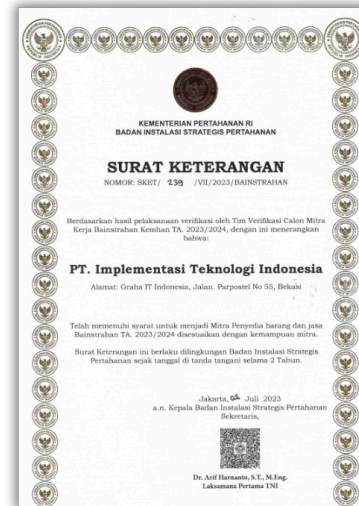 KEMENTERIAN PERTAHANAN RI
BADAN INSTALASI STRATEGIS PERTAHANAN
SURAT KETERANGAN
NOMOR: SKET/ 239 /VII/2023/BAINSTRAHAN
Berdasarkan hasil pelaksanaan verifikasi oleh Tim Verifikasi Calon Mitra
Kerja Bainstrahan Kemhan TA. 2023/2024, dengan ini menerangkan
bahwa:
PT. Implementasi Teknologi Indonesia
Alamat: Graha IT Indonesia, Jalan. Parpostel No 55, Bekasi
Telah memenuhi syarat untuk menjadi Mitra Penyedia barang dan jasa
Bainstrahan TA. 2023/2024 disesuaikan dengan kemampuan mitra.
Surat Keterangan ini berlaku dilingkungan Badan Instalasi Strategis
Pertahanan sejak tanggal di tanda tangani selama 2 Tahun.
Jakarta, Juli 2023
a.n. Kepala Badan Instalasi Strategis Pertahanan
Sekretaris,
Dr. Arif Harnanto, S.T., M.Eng.
Laksamana Pertama TNI